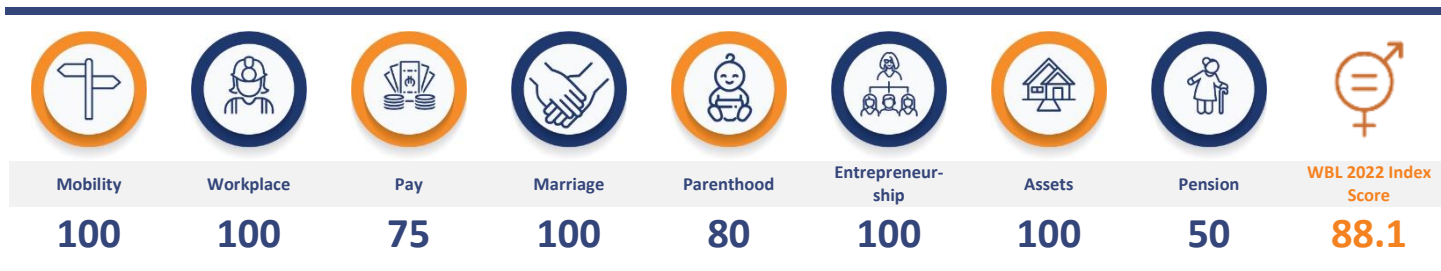 Mobility
Workplace
Pay
Marriage
Parenthood
Entrepreneur-
ship
Assets
Pension
WBL 2022 Index
Score
100
100
75
100
80
100
100
50
88.1